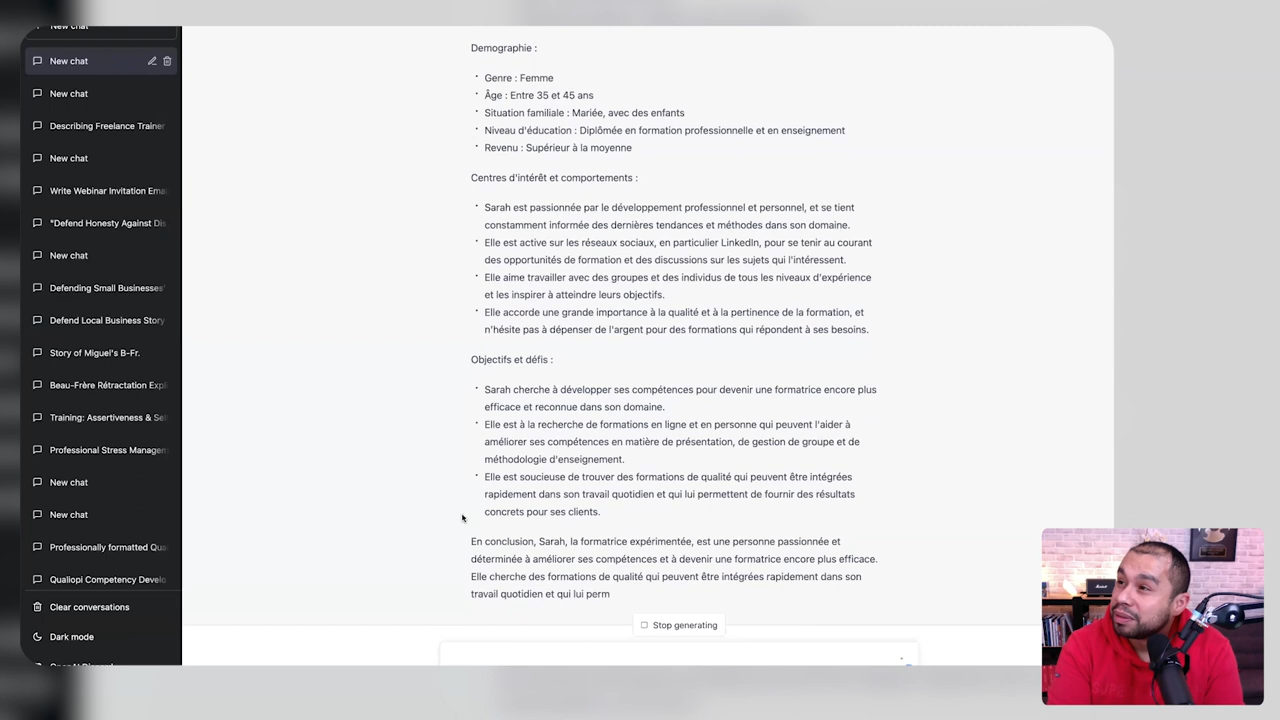 New chat
New chat
New chat
Describing Freelance Trainer
New chat
Write Webinar Invitation Emai
"Defend Honesty Against Dis
New chat
Defending Small Businesses'
Defend Local Business Story
Story of Miguel's B-Fr.
Beau-Frère Rétractation Expl
Training: Assertiveness & Sel
Professional Stress Managem
New chat
New chat
Professionally formatted Qua
Qualiopi Competency Develo
Clear conversations
Dark mode
Demographie :
· Genre : Femme
· Âge : Entre 35 et 45 ans
· Situation familiale : Mariée, avec des enfants
· Niveau d'éducation : Diplômée en formation professionnelle et en enseignement
· Revenu : Supérieur à la moyenne
Centres d'intérêt et comportements :
· Sarah est passionnée par le développement professionnel et personnel, et se tient
constamment informée des dernières tendances et méthodes dans son domaine.
· Elle est active sur les réseaux sociaux, en particulier LinkedIn, pour se tenir au courant
des opportunités de formation et des discussions sur les sujets qui l'intéressent.
· Elle aime travailler avec des groupes et des individus de tous les niveaux d'expérience
et les inspirer à atteindre leurs objectifs.
· Elle accorde une grande importance à la qualité et à la pertinence de la formation, et
n'hésite pas à dépenser de l'argent pour des formations qui répondent à ses besoins.
Objectifs et défis :
· Sarah cherche à développer ses compétences pour devenir une formatrice encore plus
efficace et reconnue dans son domaine.
· Elle est à la recherche de formations en ligne et en personne qui peuvent l'aider à
améliorer ses compétences en matière de présentation, de gestion de groupe et de
méthodologie d'enseignement.
· Elle est soucieuse de trouver des formations de qualité qui peuvent être intégrées
rapidement dans son travail quotidien et qui lui permettent de fournir des résultats
concrets pour ses clients.
En conclusion, Sarah, la formatrice expérimentée, est une personne passionnée et
déterminée à améliorer ses compétences et à devenir une formatrice encore plus efficace.
Elle cherche des formations de qualité qui peuvent être intégrées rapidement dans son
travail quotidien et qui lui perm
Stop generating